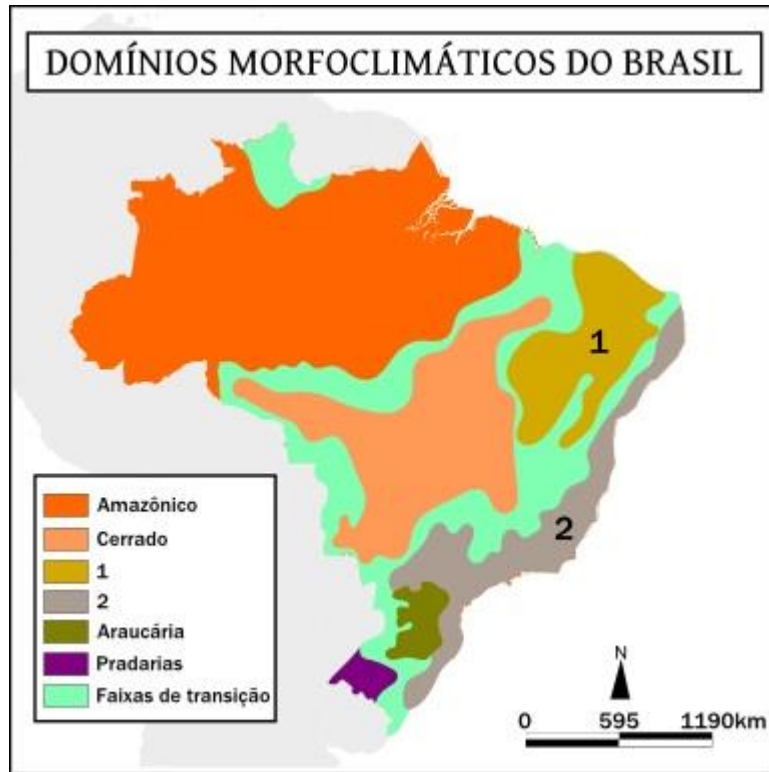 DOMÍNIOS MORFOCLIMÁTICOS DO BRASIL
1
2
Amazônico
Cerrado
1
2
Araucária
Pradarias
Faixas de transição
N
0 595 1190km